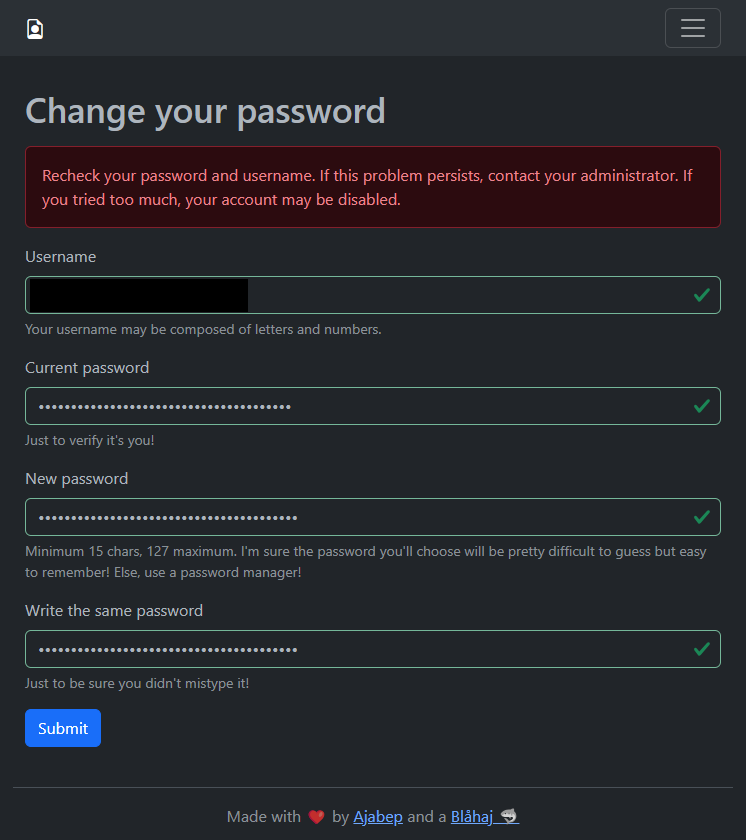 Change your password
Recheck your password and username. If this problem persists, contact your administrator. If
you tried too much, your account may be disabled.
Username
Your username may be composed of letters and numbers.
Current password
•••••••••••••••••••••••••••••••••••••••
Just to verify it's you!
New password
••••••••••••••••••••••••••••••••••••••••
Minimum 15 chars, 127 maximum. I'm sure the password you'll choose will be pretty difficult to guess but easy
to remember! Else, use a password manager!
Write the same password
••••••••••••••••••••••••••••••••••••••••
Just to be sure you didn't mistype it!
Submit
Made with ❤️ by Ajabep and a Blåhaj 🦈